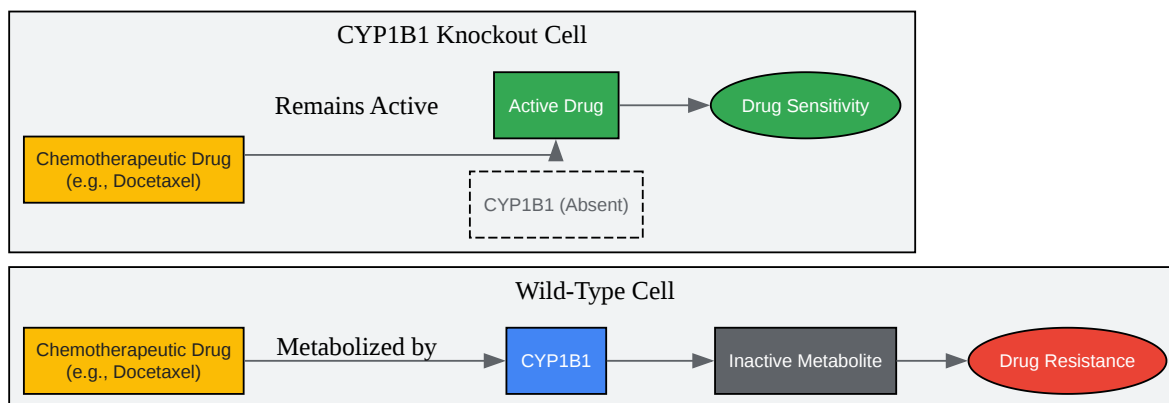 CYP1B1 Knockout Cell
Remains Active
Active Drug
Drug Sensitivity
Chemotherapeutic Drug
(e.g., Docetaxel)
CYP1B1 (Absent)
Wild-Type Cell
Chemotherapeutic Drug
(e.g., Docetaxel)
Metabolized by
CYP1B1
Inactive Metabolite
Drug Resistance